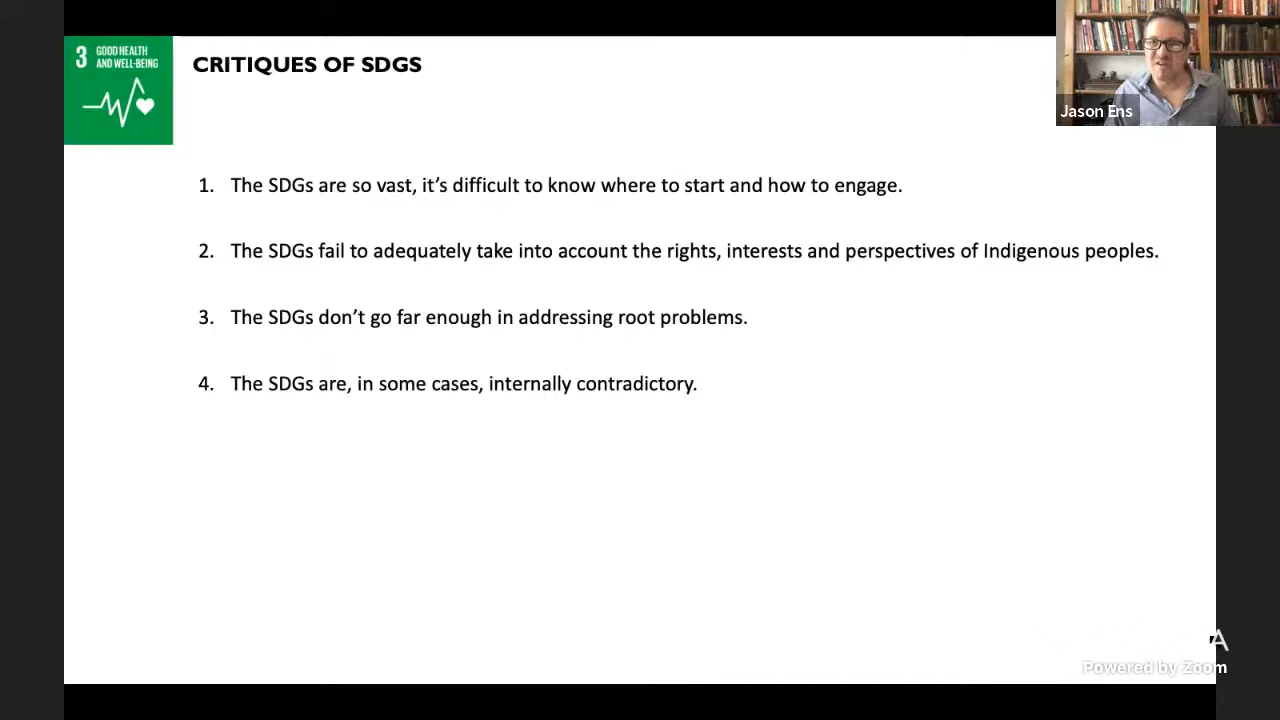 3 GOOD HEALTH
AND WELL-BEING
CRITIQUES OF SDGS
Jason Ens
1. The SDGs are so vast, it’s difficult to know where to start and how to engage.
2. The SDGs fail to adequately take into account the rights, interests and perspectives of Indigenous peoples.
3. The SDGs don’t go far enough in addressing root problems.
4. The SDGs are, in some cases, internally contradictory.
Powered by Zoom